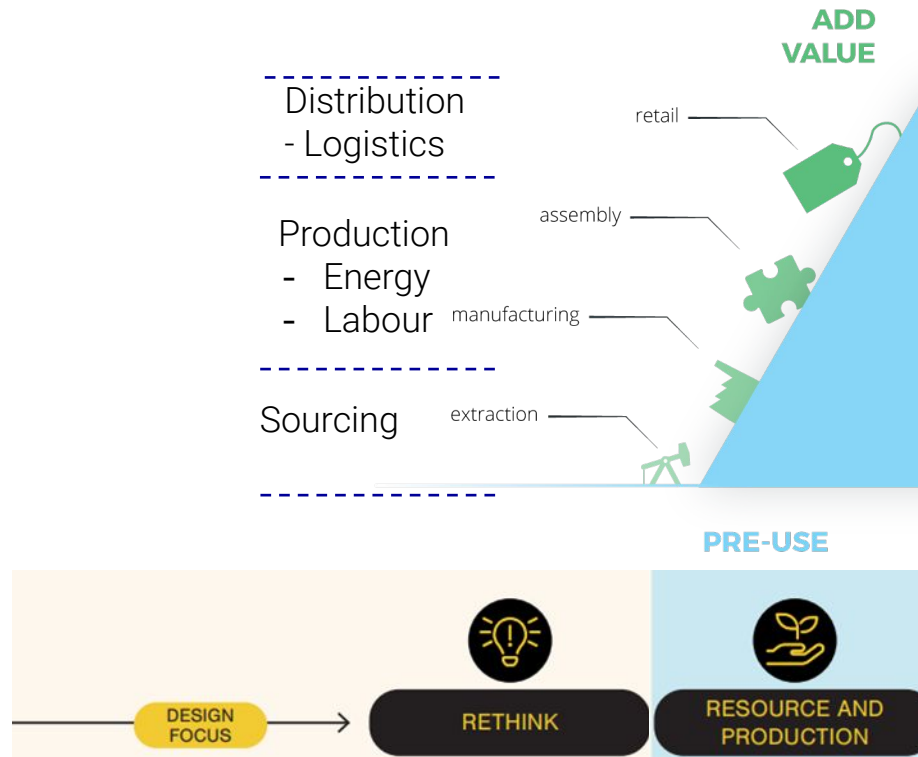 ADD
VALUE
Distribution
- Logistics
retail
assembly
Production
- Energy
- Labour
manufacturing
Sourcing
extraction
PRE-USE
DESIGN
FOCUS
RETHINK
RESOURCE AND
PRODUCTION